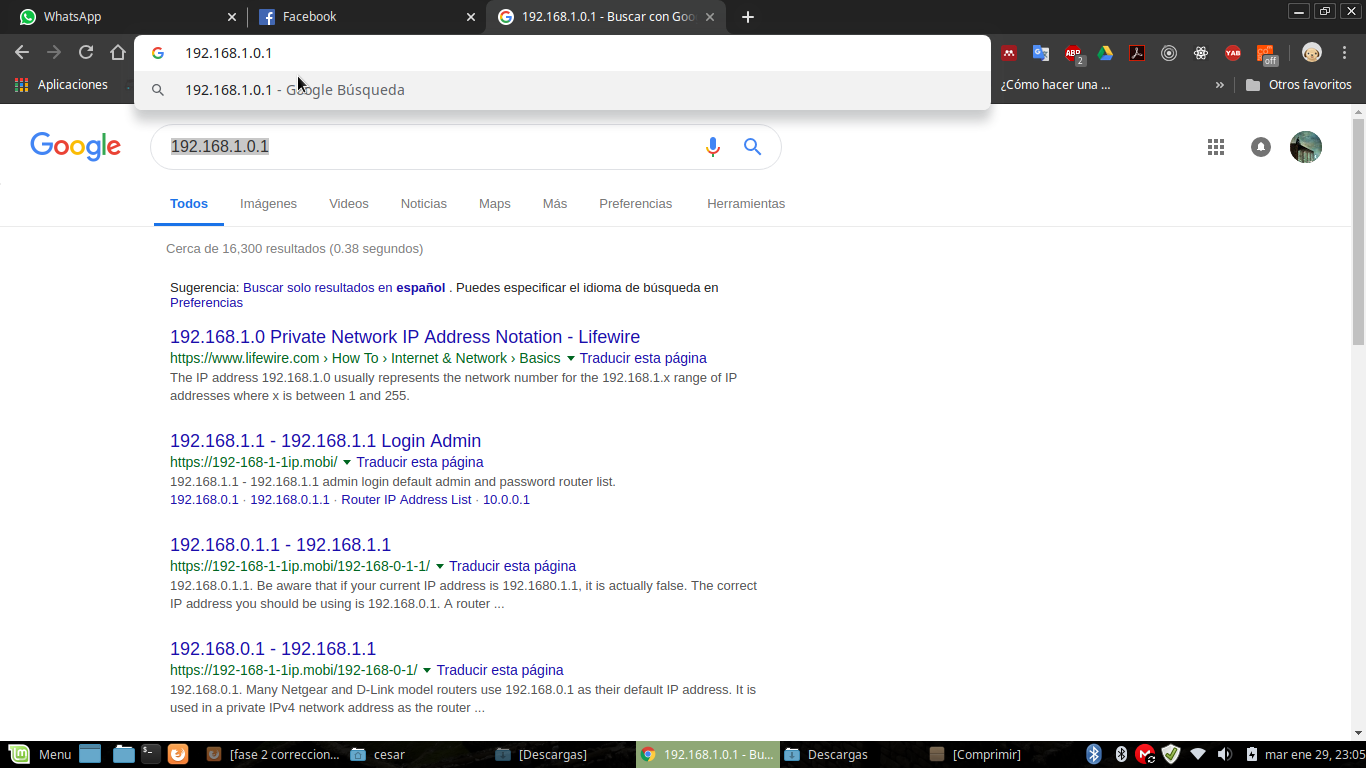 WhatsApp
Facebook
192.168.1.0.1 - Buscar con Goo
192.168.1.0.1
192.168.1.0.1 - Google Búsqueda
ABP
2
YAB
off
Aplicaciones
¿Cómo hacer una ...
»
Otros favoritos
Google
192.168.1.0.1
Todos
Imágenes
Videos
Noticias
Maps
Más
Preferencias
Herramientas
Cerca de 16,300 resultados (0.38 segundos)
Sugerencia: Buscar solo resultados en español . Puedes especificar el idioma de búsqueda en
Preferencias
192.168.1.0 Private Network IP Address Notation - Lifewire
https://www.lifewire.com › How To › Internet & Network › Basics Traducir esta página
The IP address 192.168.1.0 usually represents the network number for the 192.168.1.x range of IP
addresses where x is between 1 and 255.
192.168.1.1 - 192.168.1.1 Login Admin
https://192-168-1-1ip.mobi/ Traducir esta página
192.168.1.1 - 192.168.1.1 admin login default admin and password router list.
192.168.0.1 · 192.168.0.1.1 · Router IP Address List · 10.0.0.1
192.168.0.1.1 - 192.168.1.1
https://192-168-1-1ip.mobi/192-168-0-1-1/ Traducir esta página
192.168.0.1.1. Be aware that if your current IP address is 192.1680.1.1, it is actually false. The correct
IP address you should be using is 192.168.0.1. A router ...
192.168.0.1 - 192.168.1.1
https://192-168-1-1ip.mobi/192-168-0-1/ Traducir esta página
192.168.0.1. Many Netgear and D-Link model routers use 192.168.0.1 as their default IP address. It is
used in a private IPv4 network address as the router ...
Menu
[fase 2 correccion...
cesar
[Descargas]
192.168.1.0.1 - Bu...
Descargas
[Comprimir]
mar ene 29, 23:05